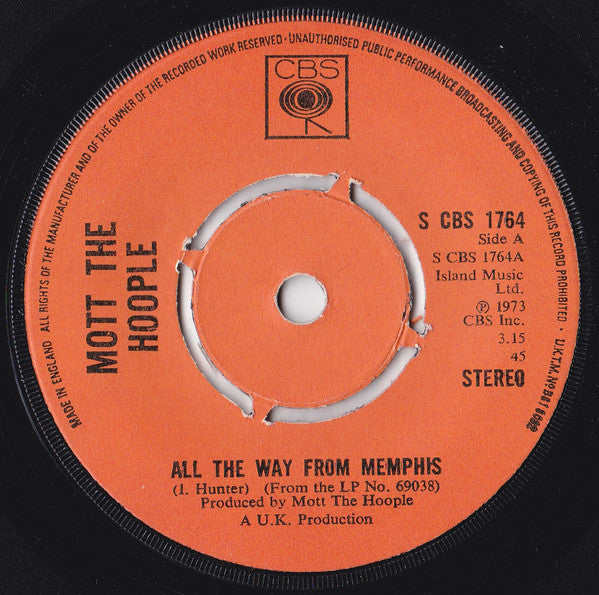 MADE IN ENGLAND ALL RIGHTS OF THE MANUFACTURER AND OF THE OWNER OF THE RECORDED WORK RESERVED · UNAUTHORISED PUBLIC PERFORMANCE BROADCASTING AND COPYING OF THIS RECORD PROHIBITED ·
CBS
MOTT THE
HOOPLE
S CBS 1764
Side A
S CBS 1764A
Island Music
Ltd.
℗ 1973
CBS Inc.
3.15
45
STEREO
ALL THE WAY FROM MEMPHIS
(I. Hunter) (From the LP No. 69038)
Produced by Mott The Hoople
A U.K. Production